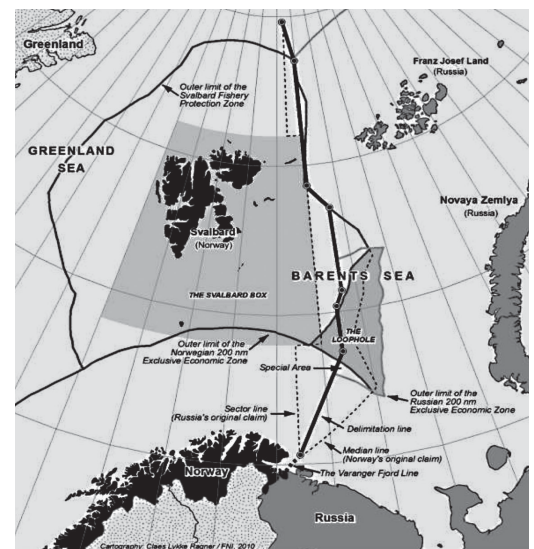 Greenland
Franz Josef Land
(Russia)
Outer limit of the
Svalbard Fishery
Protection Zone
GREENLAND
SEA
Novaya Zemlya
(Russia)
Svalbard
(Norway)
BARENTS SEA
THE SVALBARD BOX
THE
LOOPHOLE
Outer limit of the
Norwegian 200 nm
Exclusive Economic Zone
Special Area
Outer limit of the
Russian 200 nm
Exclusive Economic Zone
Sector line
(Russia's original claim)
Delimitation line
Median line
(Norway's original claim)
Norway
The Varanger Fjord Line
Russia
Cartography: Claes Lykke Ragner / FNI, 2010